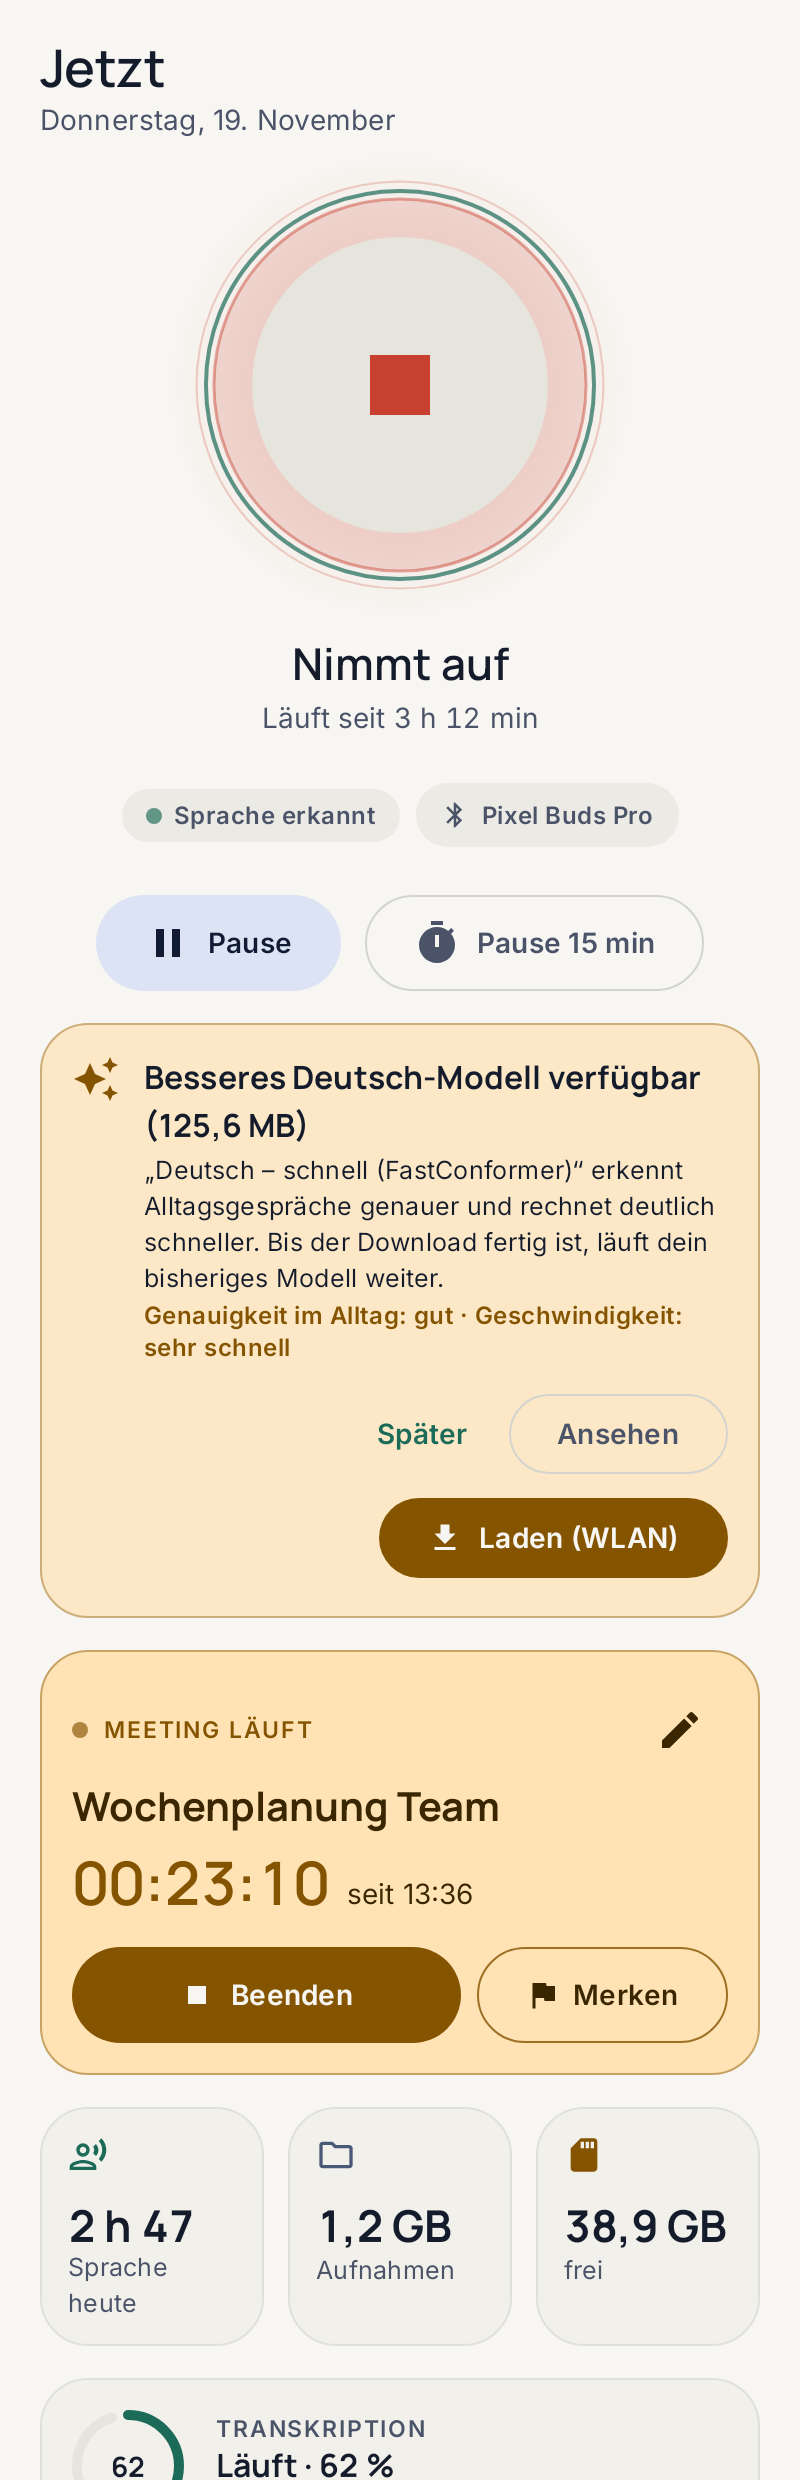 Jetzt
Donnerstag, 19. November
Nimmt auf
Läuft seit 3 h 12 min
Sprache erkannt
Pixel Buds Pro
Pause
Pause 15 min
Besseres Deutsch-Modell verfügbar
(125,6 MB)
„Deutsch – schnell (FastConformer)“ erkennt
Alltagsgespräche genauer und rechnet deutlich
schneller. Bis der Download fertig ist, läuft dein
bisheriges Modell weiter.
Genauigkeit im Alltag: gut · Geschwindigkeit:
sehr schnell
Später
Ansehen
Laden (WLAN)
MEETING LÄUFT
Wochenplanung Team
00:23:10 seit 13:36
Beenden
Merken
2 h 47
Sprache
heute
1,2 GB
Aufnahmen
38,9 GB
frei
62
TRANSKRIPTION
Läuft · 62 %